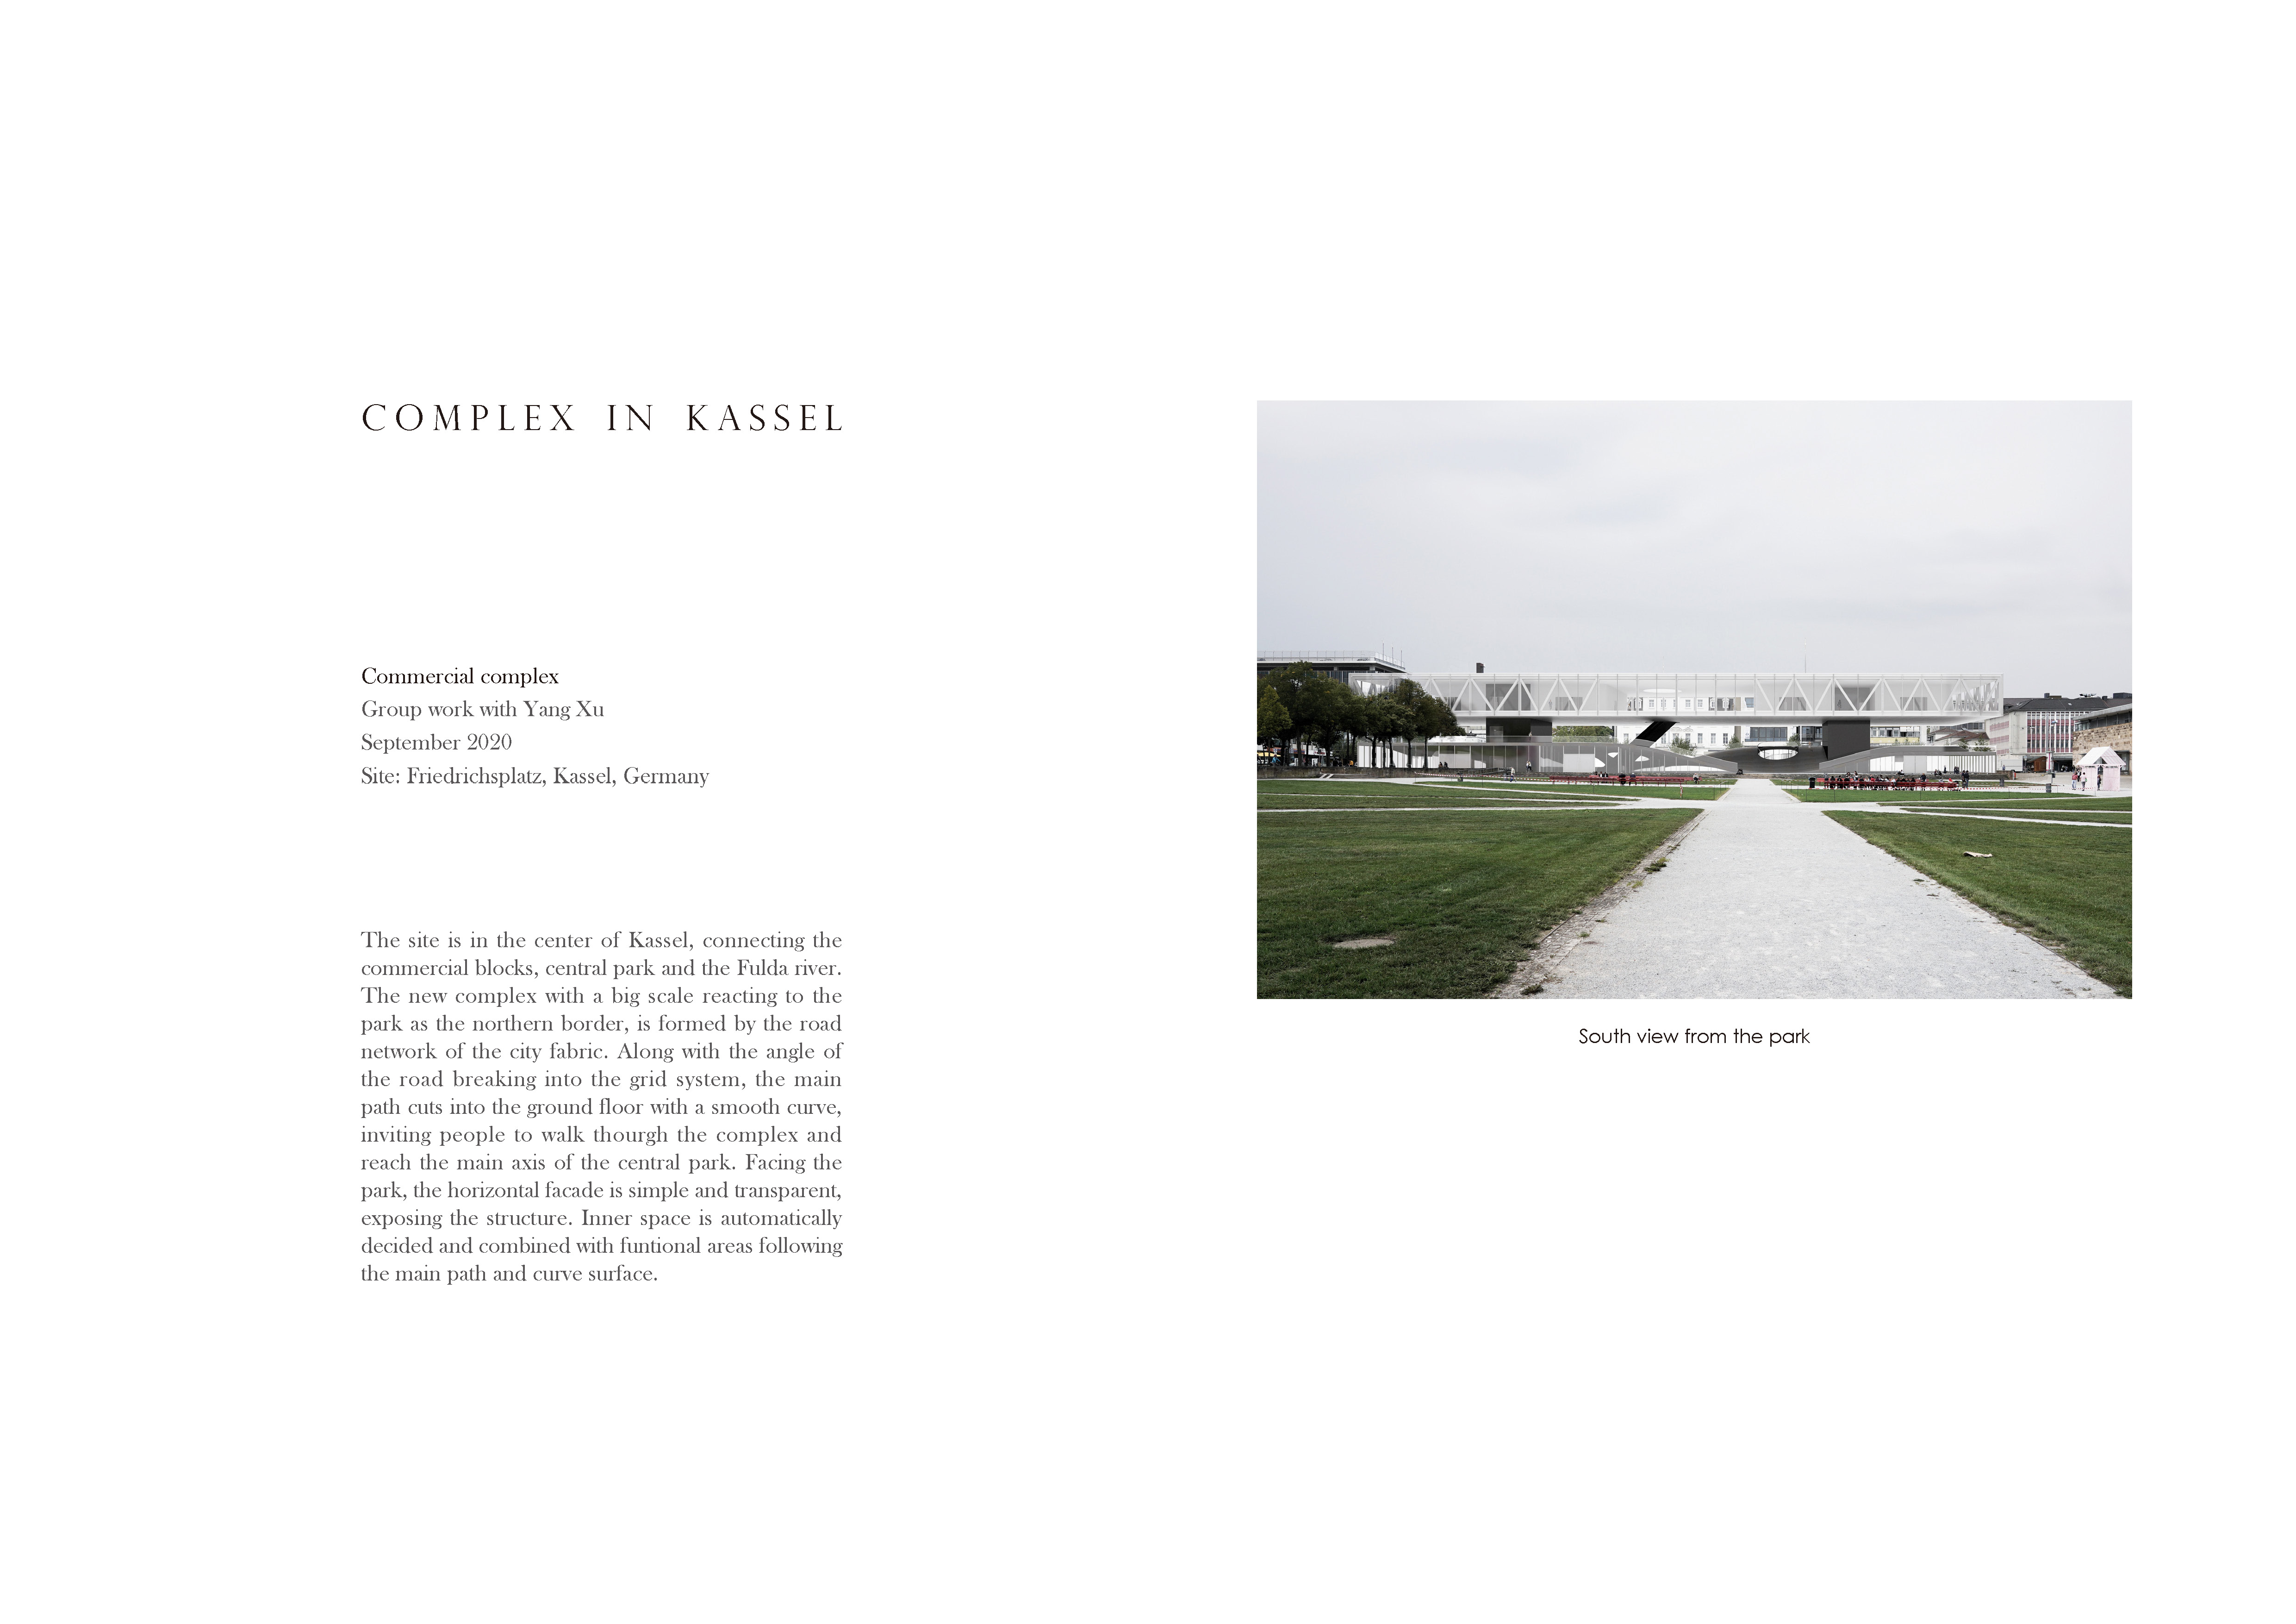 COMPLEX IN KASSEL
Commercial complex
Group work with Yang Xu
September 2020
Site: Friedrichsplatz, Kassel, Germany
The site is in the center of Kassel, connecting the
commercial blocks, central park and the Fulda river.
The new complex with a big scale reacting to the
park as the northern border, is formed by the road
network of the city fabric. Along with the angle of
the road breaking into the grid system, the main
path cuts into the ground floor with a smooth curve,
inviting people to walk thourgh the complex and
reach the main axis of the central park. Facing the
park, the horizontal facade is simple and transparent,
exposing the structure. Inner space is automatically
decided and combined with funtional areas following
the main path and curve surface.
South view from the park